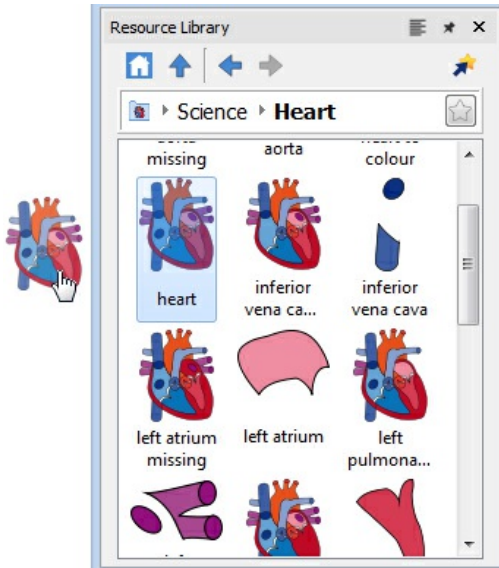 Resource Library
Science Heart
missing
aorta
colour
heart
inferior
vena ca...
inferior
vena cava
left atrium
missing
left atrium
left
pulmona...